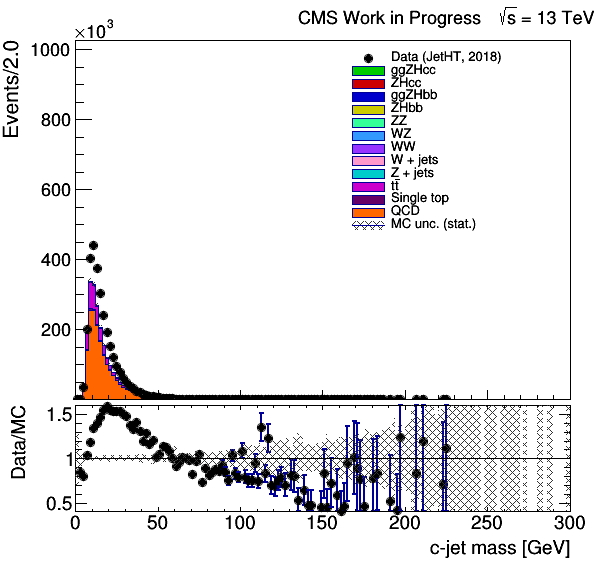 CMS Work in Progress √s = 13 TeV
×10³
Events/2.0
1000
800
600
400
200
Data (JetHT, 2018)
ggZHcc
ZHcc
ggZHbb
ZHbb
ZZ
WZ
WW
W + jets
Z + jets
tt̄
Single top
QCD
MC unc. (stat.)
Data/MC
1.5
1
0.5
0 50 100 150 200 250 300
c-jet mass [GeV]